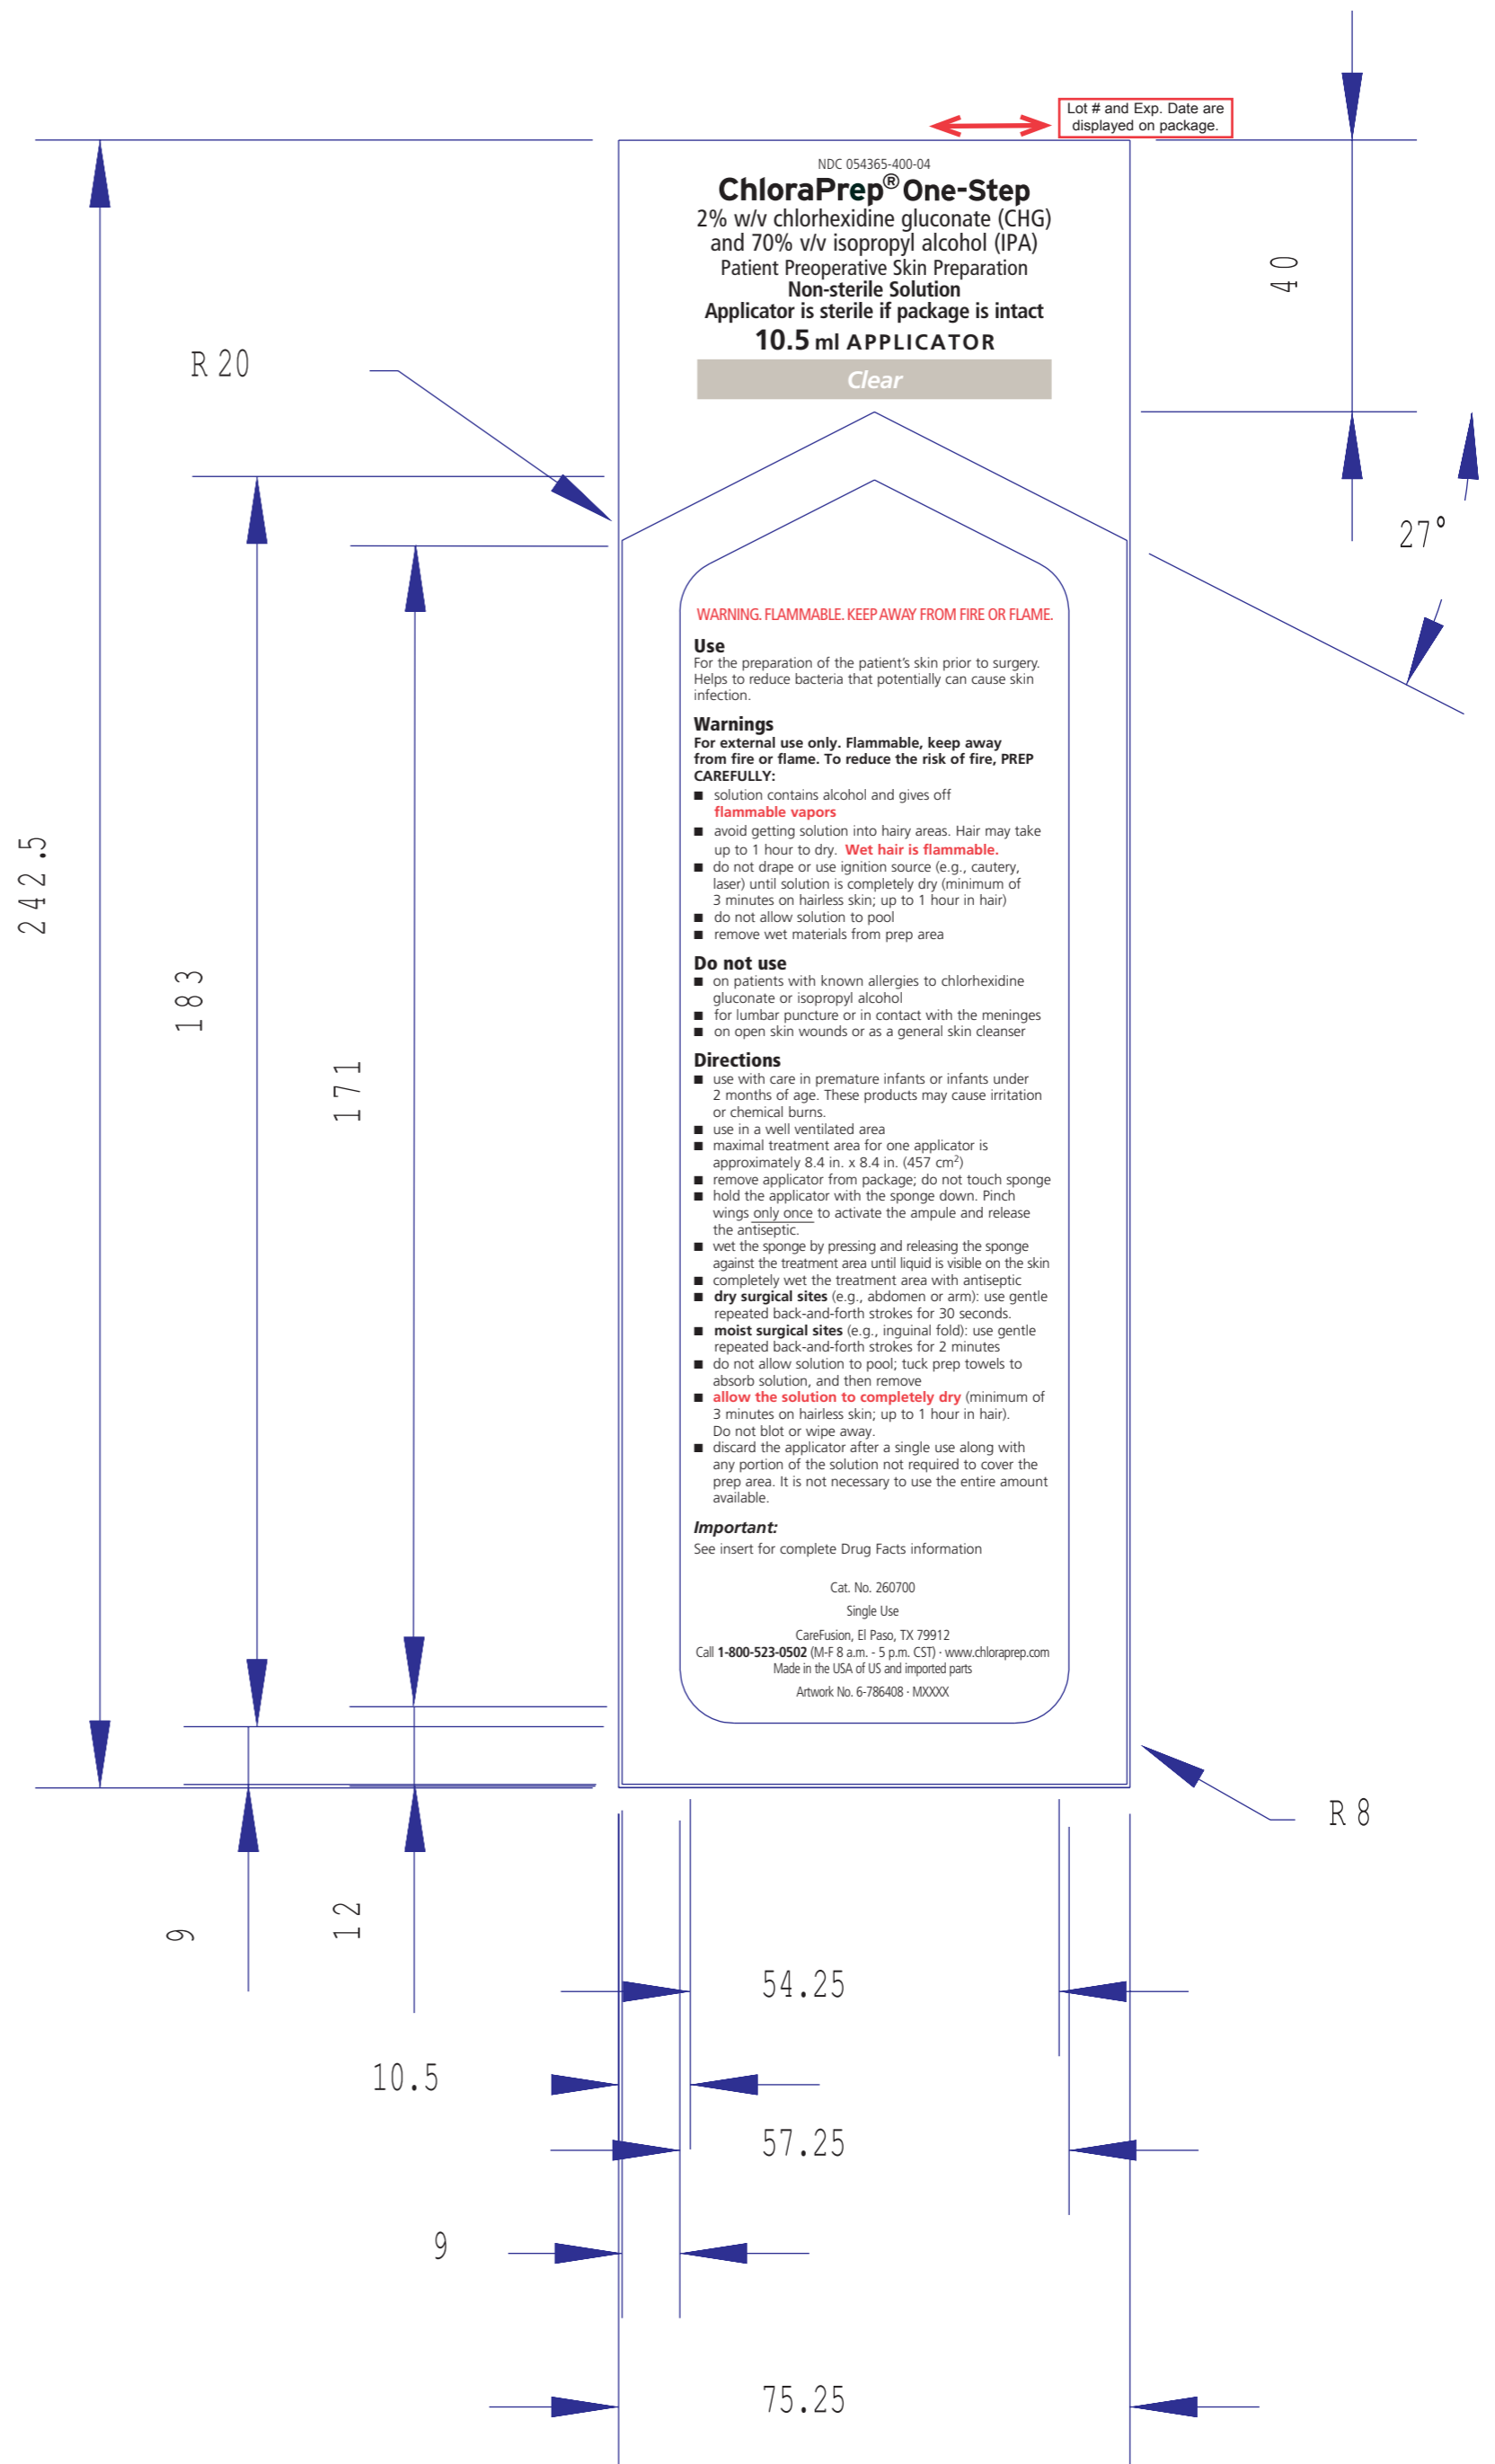 Lot # and Exp. Date are
displayed on package.
NDC 054365-400-04
ChloraPrep® One-Step
2% w/v chlorhexidine gluconate (CHG)
and 70% v/v isopropyl alcohol (IPA)
Patient Preoperative Skin Preparation
Non-sterile Solution
Applicator is sterile if package is intact
10.5 ml APPLICATOR
Clear
40
R 20
27°
WARNING. FLAMMABLE. KEEP AWAY FROM FIRE OR FLAME.
Use
For the preparation of the patient’s skin prior to surgery.
Helps to reduce bacteria that potentially can cause skin
infection.
Warnings
For external use only. Flammable, keep away
from fire or flame. To reduce the risk of fire, PREP
CAREFULLY:
■ solution contains alcohol and gives off
flammable vapors
■ avoid getting solution into hairy areas. Hair may take
up to 1 hour to dry. Wet hair is flammable.
■ do not drape or use ignition source (e.g., cautery,
laser) until solution is completely dry (minimum of
3 minutes on hairless skin; up to 1 hour in hair)
■ do not allow solution to pool
■ remove wet materials from prep area
Do not use
■ on patients with known allergies to chlorhexidine
gluconate or isopropyl alcohol
■ for lumbar puncture or in contact with the meninges
■ on open skin wounds or as a general skin cleanser
Directions
■ use with care in premature infants or infants under
2 months of age. These products may cause irritation
or chemical burns.
■ use in a well ventilated area
■ maximal treatment area for one applicator is
approximately 8.4 in. x 8.4 in. (457 cm²)
■ remove applicator from package; do not touch sponge
■ hold the applicator with the sponge down. Pinch
wings only once to activate the ampule and release
the antiseptic.
■ wet the sponge by pressing and releasing the sponge
against the treatment area until liquid is visible on the skin
■ completely wet the treatment area with antiseptic
■ dry surgical sites (e.g., abdomen or arm): use gentle
repeated back-and-forth strokes for 30 seconds.
■ moist surgical sites (e.g., inguinal fold): use gentle
repeated back-and-forth strokes for 2 minutes
■ do not allow solution to pool; tuck prep towels to
absorb solution, and then remove
■ allow the solution to completely dry (minimum of
3 minutes on hairless skin; up to 1 hour in hair).
Do not blot or wipe away.
■ discard the applicator after a single use along with
any portion of the solution not required to cover the
prep area. It is not necessary to use the entire amount
available.
Important:
See insert for complete Drug Facts information
Cat. No. 260700
Single Use
CareFusion, El Paso, TX 79912
Call 1-800-523-0502 (M-F 8 a.m. - 5 p.m. CST) · www.chloraprep.com
Made in the USA of US and imported parts
Artwork No. 6-786408 · MXXXX
242.5
183
171
R 8
9
12
54.25
10.5
57.25
9
75.25